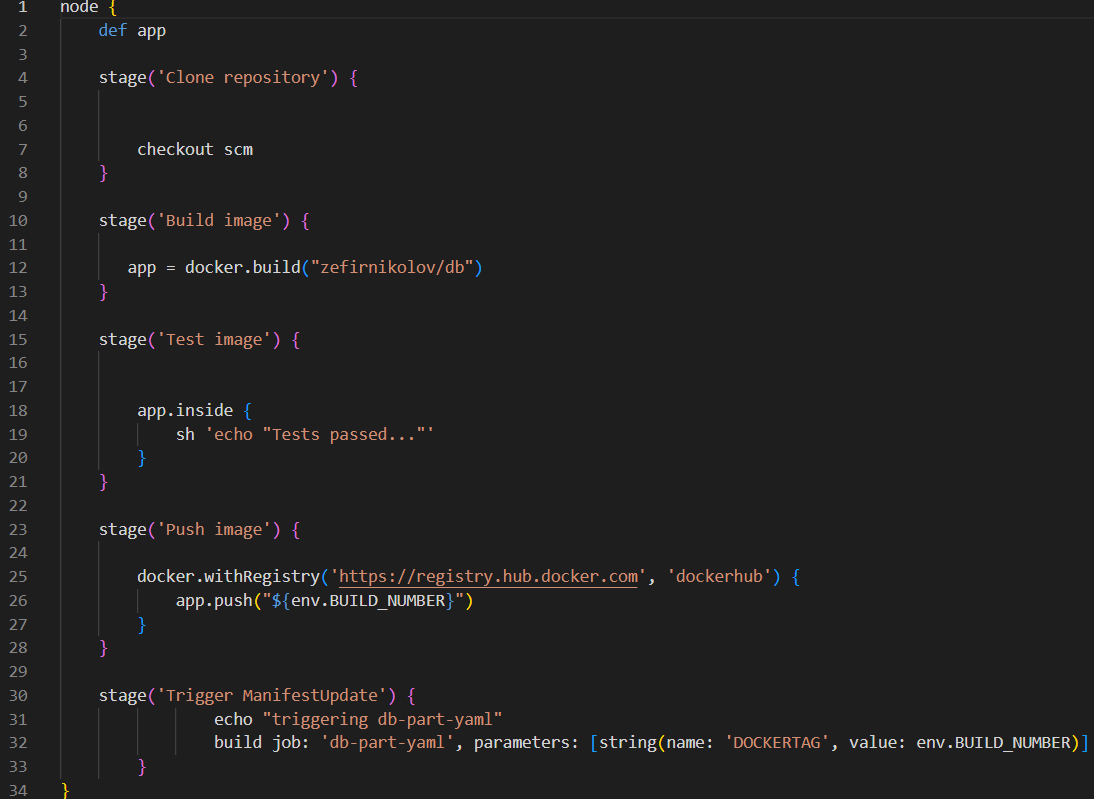 1 node {
2     def app
3
4     stage('Clone repository') {
5
6
7         checkout scm
8     }
9
10     stage('Build image') {
11
12        app = docker.build("zefirnikolov/db")
13     }
14
15     stage('Test image') {
16
17
18         app.inside {
19             sh 'echo "Tests passed..."'
20         }
21     }
22
23     stage('Push image') {
24
25         docker.withRegistry('https://registry.hub.docker.com', 'dockerhub') {
26             app.push("${env.BUILD_NUMBER}")
27         }
28     }
29
30     stage('Trigger ManifestUpdate') {
31                 echo "triggering db-part-yaml"
32                 build job: 'db-part-yaml', parameters: [string(name: 'DOCKERTAG', value: env.BUILD_NUMBER)]
33         }
34 }